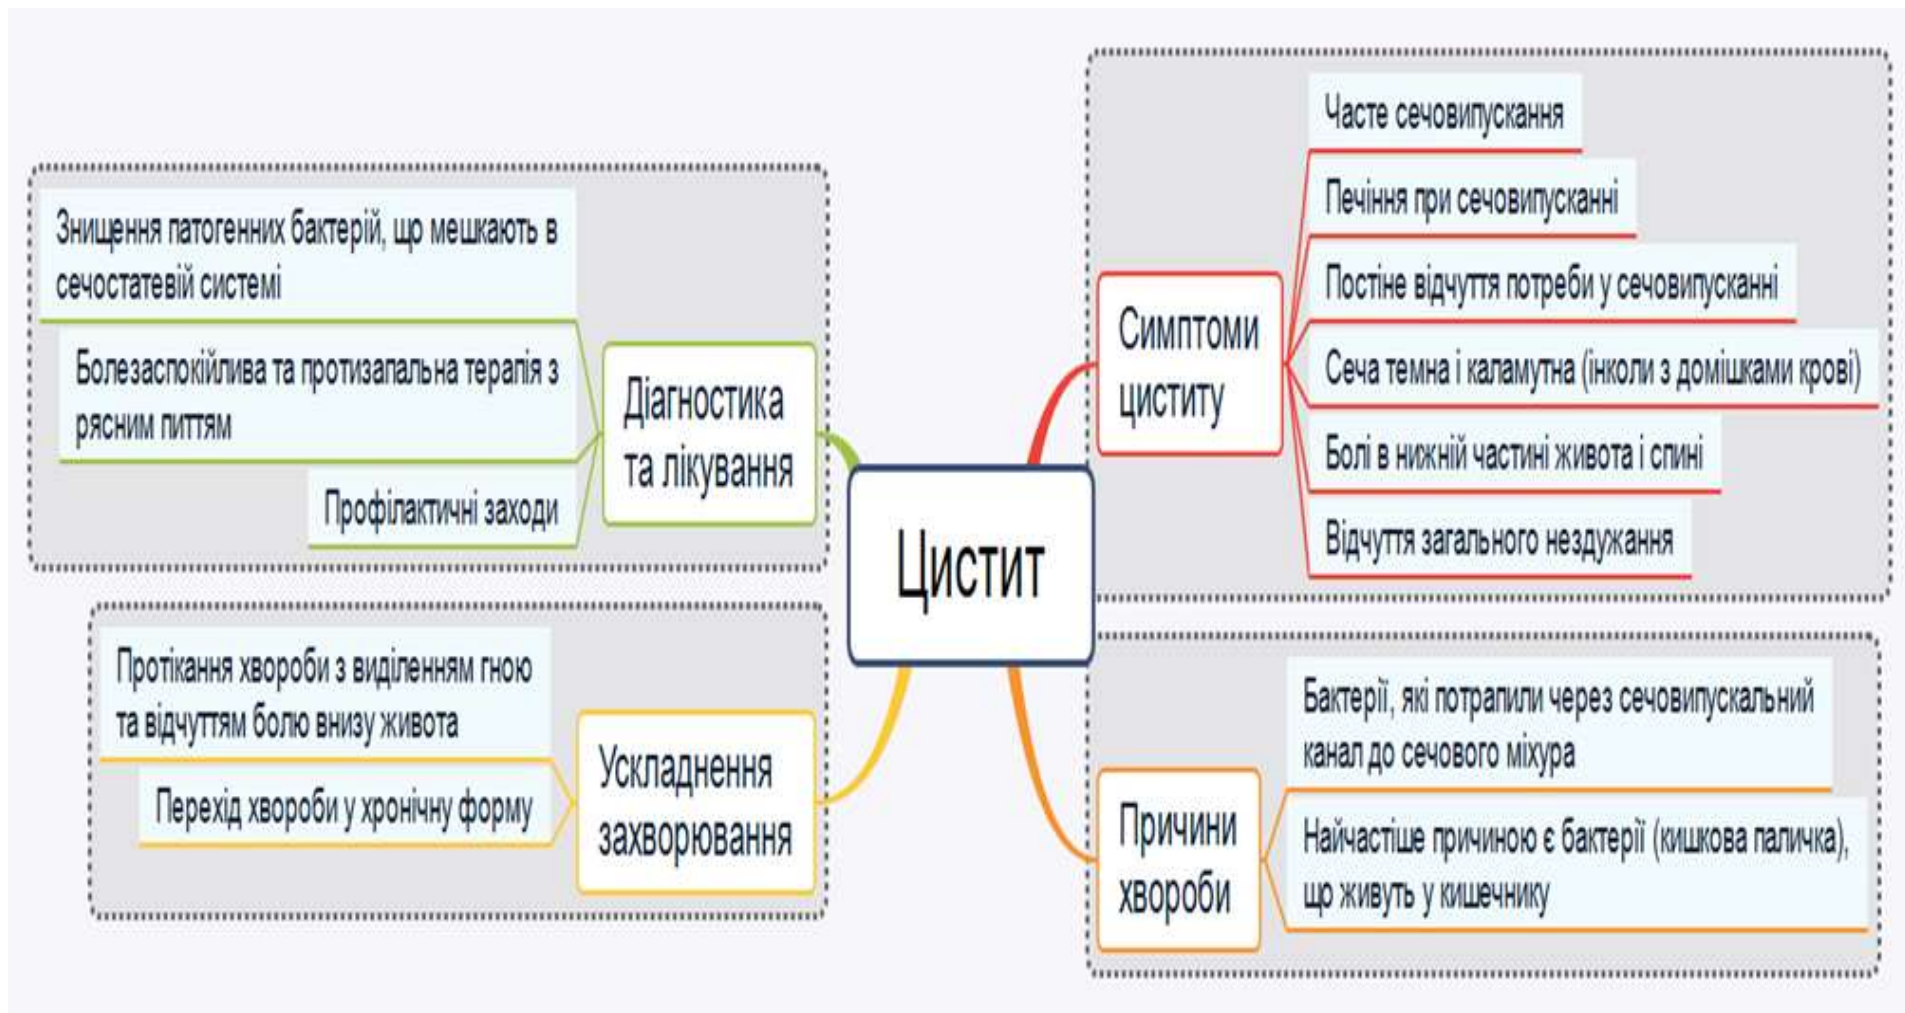 Цистит
Симптоми
циститу
Часте сечовипускання
Печіння при сечовипусканні
Постіне відчуття потреби у сечовипусканні
Сеча темна і каламутна (інколи з домішками крові)
Болі в нижній частині живота і спині
Відчуття загального нездужання
Причини
хвороби
Бактерії, які потрапили через сечовипускальний
канал до сечового міхура
Найчастіше причиною є бактерії (кишкова паличка),
що живуть у кишечнику
Діагностика
та лікування
Знищення патогенних бактерій, що мешкають в
сечостатевій системі
Болезаспокійлива та протизапальна терапія з
рясним питтям
Профілактичні заходи
Ускладнення
захворювання
Протікання хвороби з виділенням гною
та відчуттям болю внизу живота
Перехід хвороби у хронічну форму